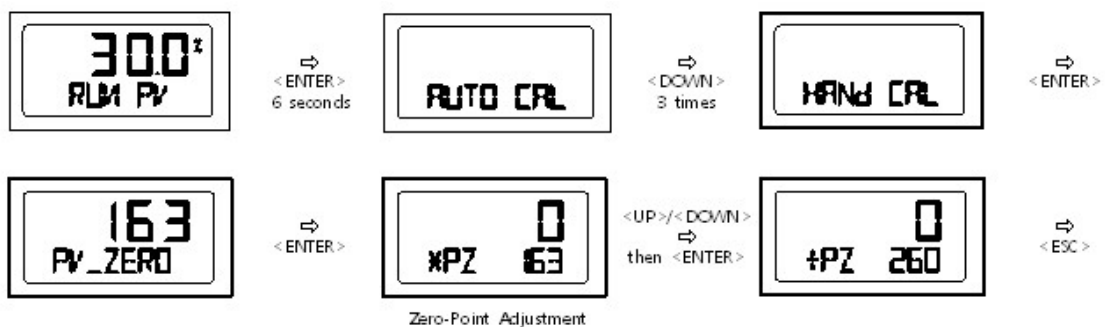 30.0%
RUN PV
⇨
<ENTER>
6 seconds
AUTO CAL
⇨
<DOWN>
3 times
HANd CAL
⇨
<ENTER>
163
PV_ZERO
⇨
<ENTER>
0
*PZ 163
Zero-Point Adjustment
<UP>/<DOWN>
⇨
then <ENTER>
0
+PZ 260
⇨
<ESC>